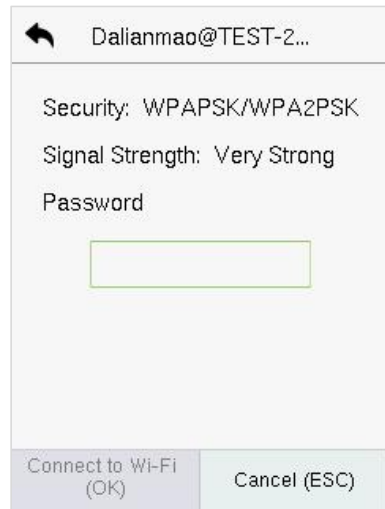 Dalianmao@TEST-2...
Security: WPAPSK/WPA2PSK
Signal Strength: Very Strong
Password
Connect to Wi-Fi
(OK)
Cancel (ESC)